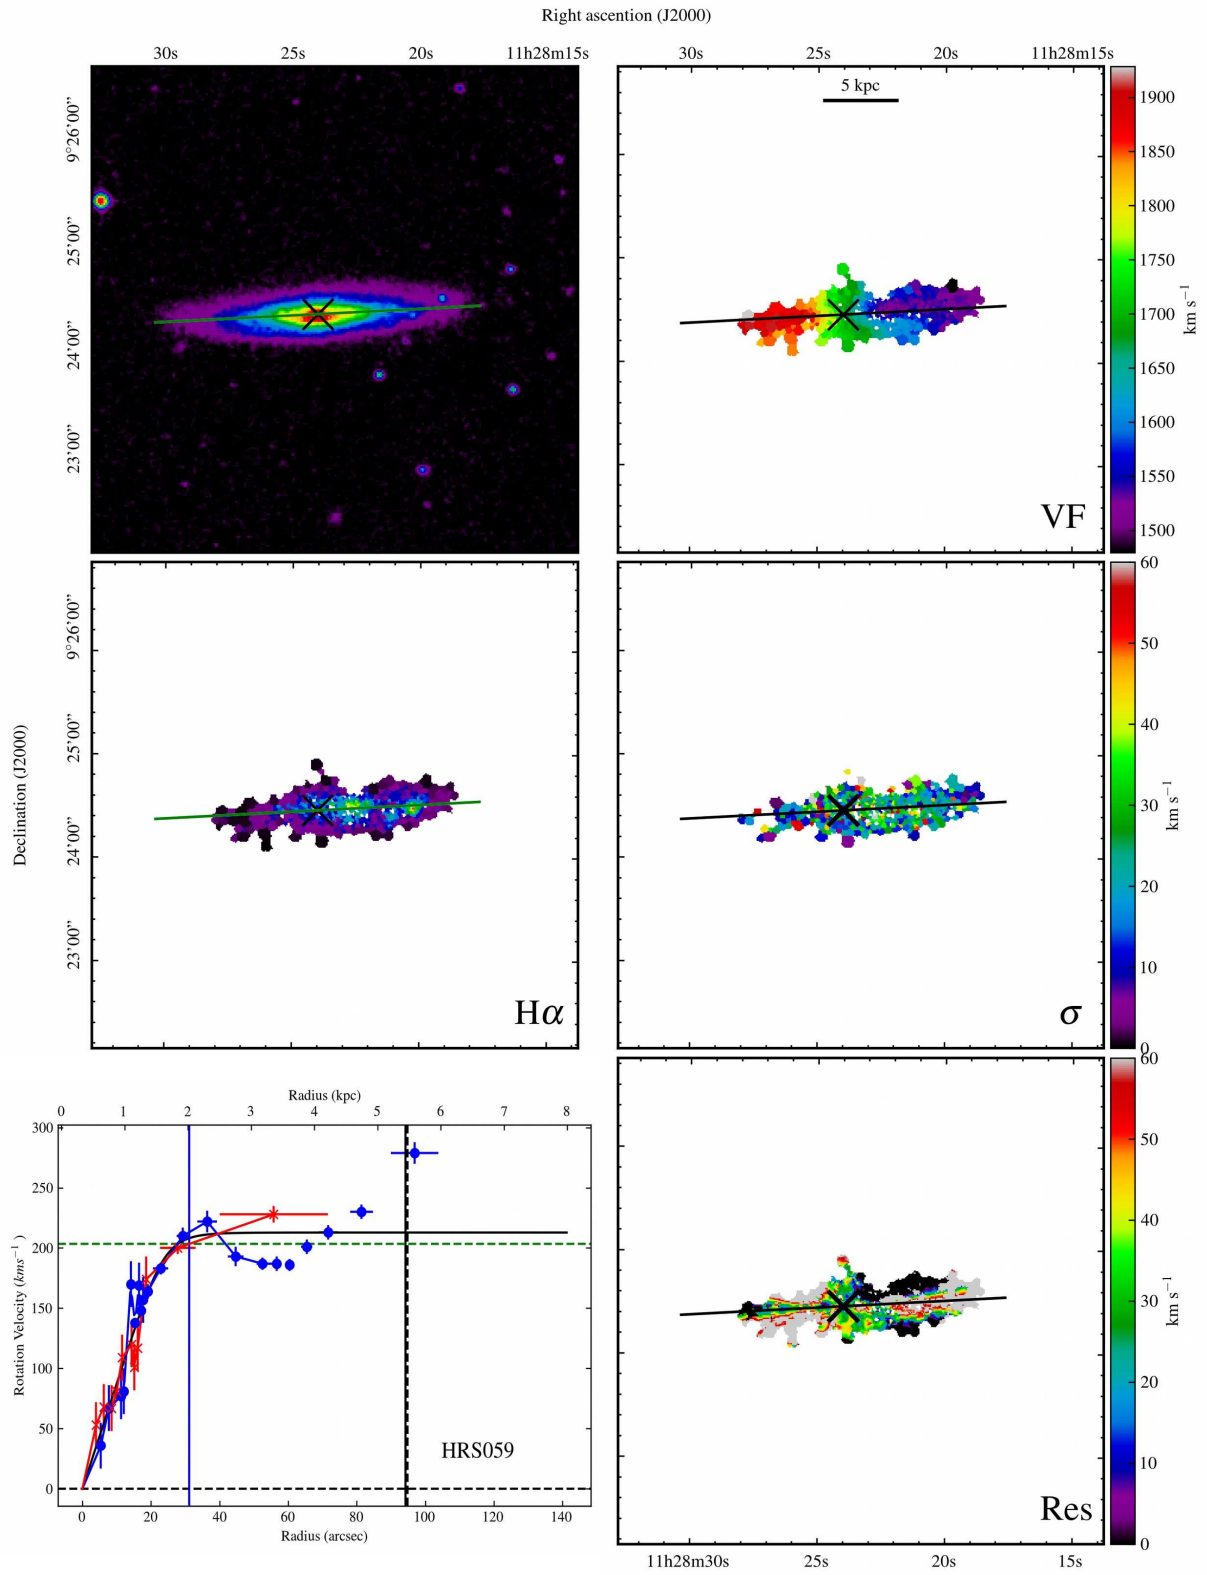 Right ascention (J2000)
30s 25s 20s 11h28m15s
30s 25s 20s 11h28m15s
5 kpc
9°26'00''
25'00''
24'00''
23'00''
1900
1850
1800
1750
1700
1650
1600
1550
1500
km s⁻¹
VF
Declination (J2000)
9°26'00''
25'00''
24'00''
23'00''
Hα
60
50
40
30
20
10
0
km s⁻¹
σ
Radius (kpc)
0 1 2 3 4 5 6 7 8
Rotation Velocity (kms⁻¹)
300
250
200
150
100
50
0
HRS059
0 20 40 60 80 100 120 140
Radius (arcsec)
60
50
40
30
20
10
0
km s⁻¹
Res
11h28m30s 25s 20s 15s